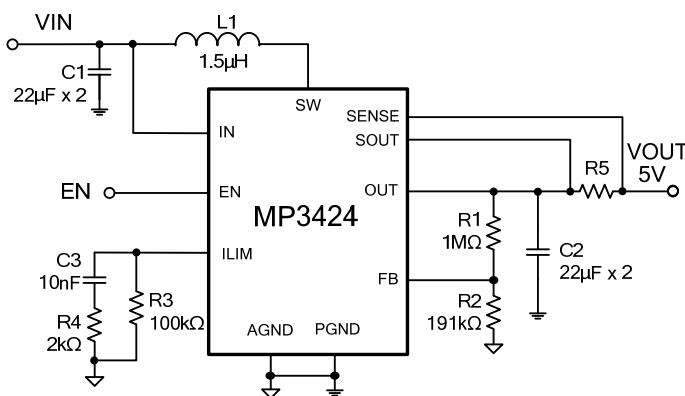 VIN
L1
1.5µH
C1
22µF x 2
SW
SENSE
SOUT
IN
VOUT
5V
R5
EN
EN
OUT
MP3424
R1
1MΩ
C2
22µF x 2
ILIM
C3
10nF
FB
R3
100kΩ
R4
2kΩ
R2
191kΩ
AGND
PGND